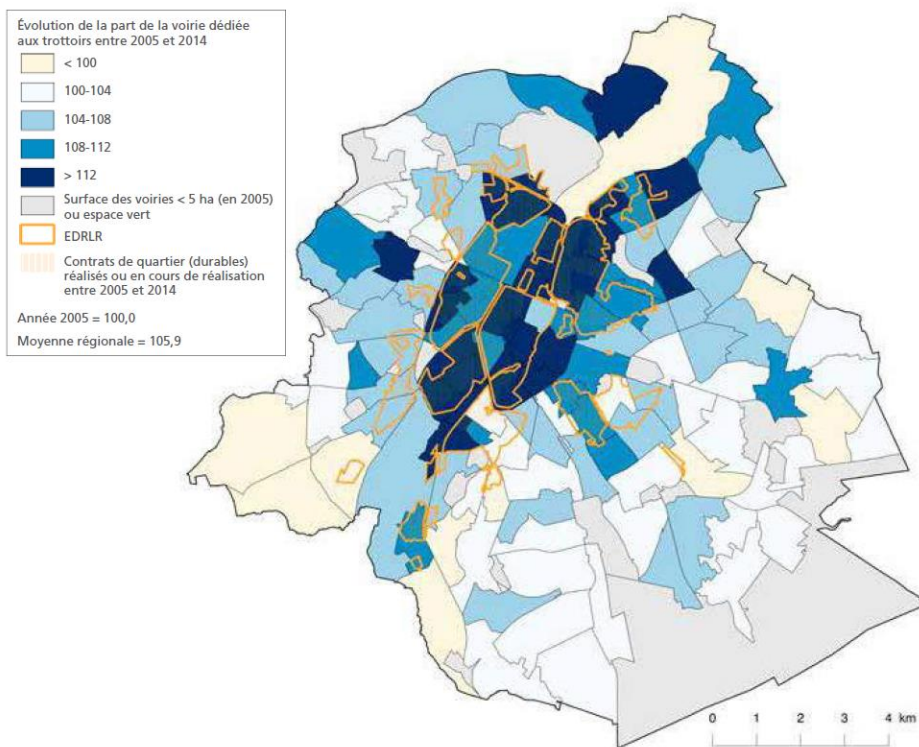 Évolution de la part de la voirie dédiée
aux trottoirs entre 2005 et 2014
< 100
100-104
104-108
108-112
> 112
Surface des voiries < 5 ha (en 2005)
ou espace vert
EDRLR
Contrats de quartier (durables)
réalisés ou en cours de réalisation
entre 2005 et 2014
Année 2005 = 100,0
Moyenne régionale = 105,9
0 1 2 3 4 km